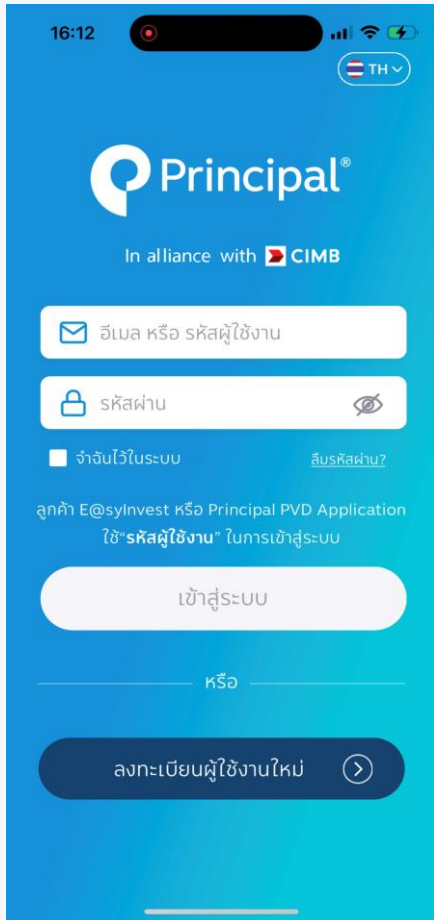 16:12
TH
Principal®
In alliance with CIMB
อีเมล หรือ รหัสผู้ใช้งาน
รหัสผ่าน
จำฉันไว้ในระบบ
ลืมรหัสผ่าน?
ลูกค้า E@syInvest หรือ Principal PVD Application
ใช้“รหัสผู้ใช้งาน” ในการเข้าสู่ระบบ
เข้าสู่ระบบ
หรือ
ลงทะเบียนผู้ใช้งานใหม่